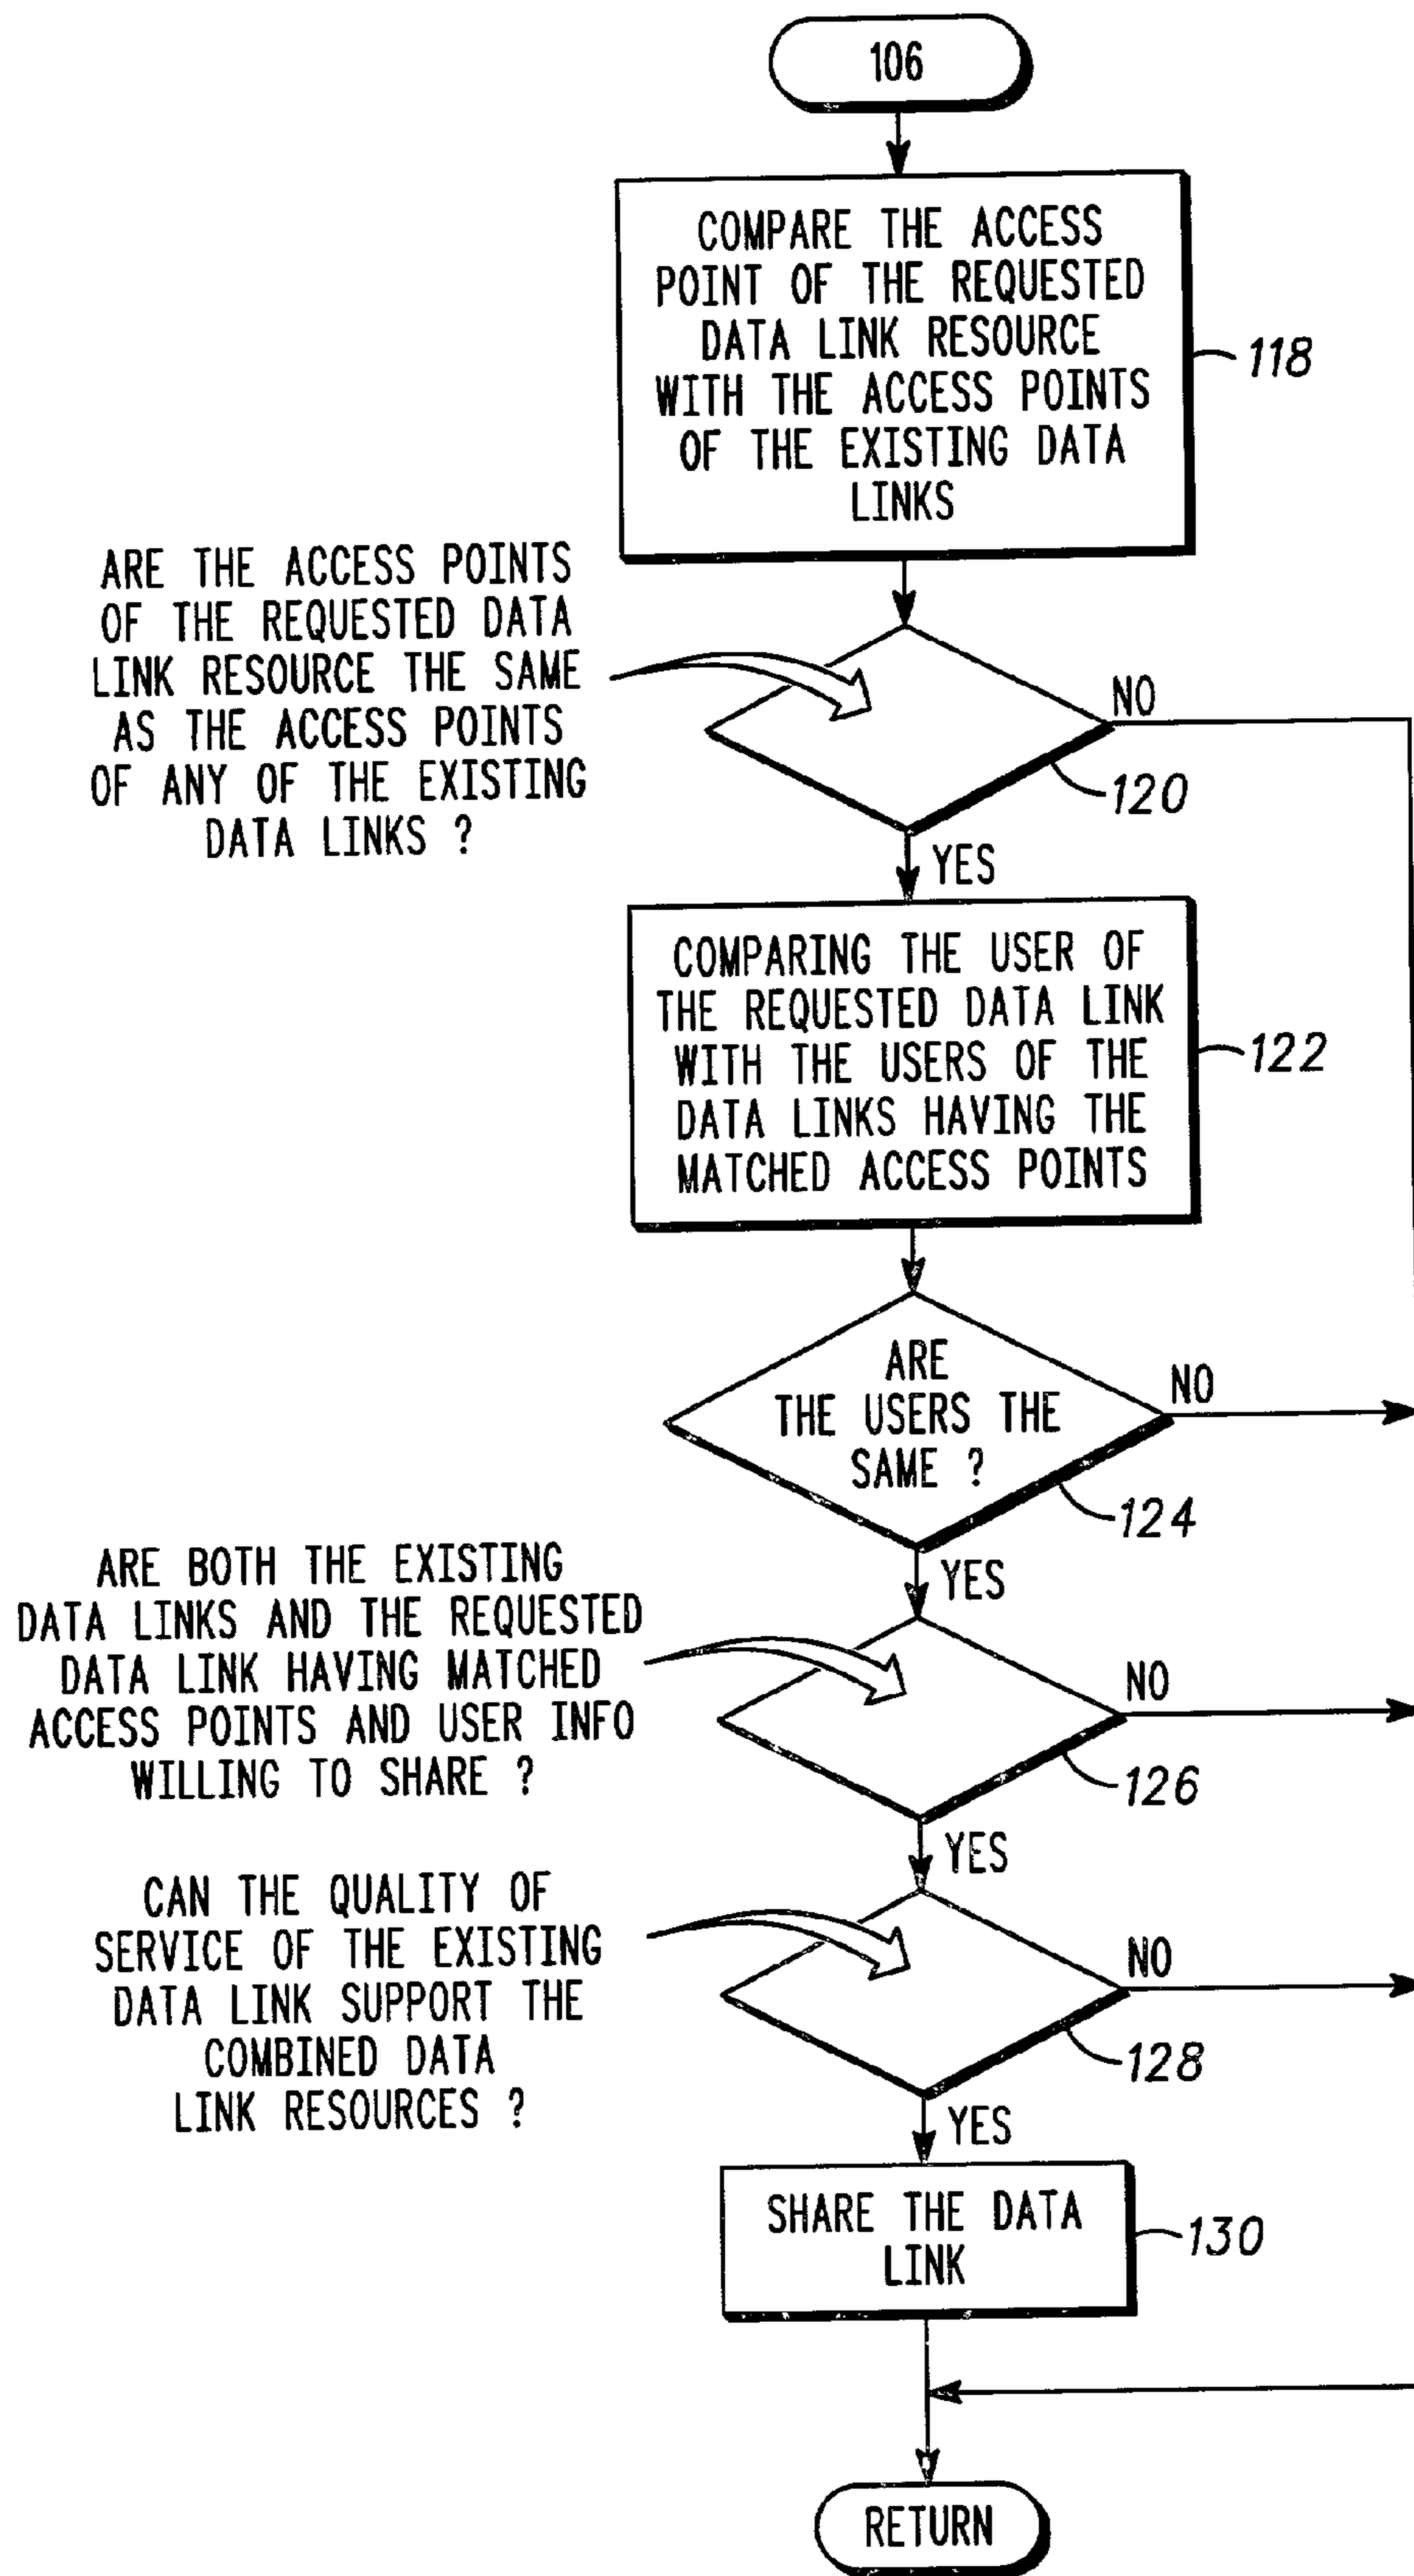 106
COMPARE THE ACCESS
POINT OF THE REQUESTED
DATA LINK RESOURCE
WITH THE ACCESS POINTS
OF THE EXISTING DATA
LINKS
118
ARE THE ACCESS POINTS
OF THE REQUESTED DATA
LINK RESOURCE THE SAME
AS THE ACCESS POINTS
OF ANY OF THE EXISTING
DATA LINKS ?
NO
120
YES
COMPARING THE USER OF
THE REQUESTED DATA LINK
WITH THE USERS OF THE
DATA LINKS HAVING THE
MATCHED ACCESS POINTS
122
ARE
THE USERS THE
SAME ?
NO
124
YES
ARE BOTH THE EXISTING
DATA LINKS AND THE REQUESTED
DATA LINK HAVING MATCHED
ACCESS POINTS AND USER INFO
WILLING TO SHARE ?
NO
126
YES
CAN THE QUALITY OF
SERVICE OF THE EXISTING
DATA LINK SUPPORT THE
COMBINED DATA
LINK RESOURCES ?
NO
128
YES
SHARE THE DATA
LINK
130
RETURN